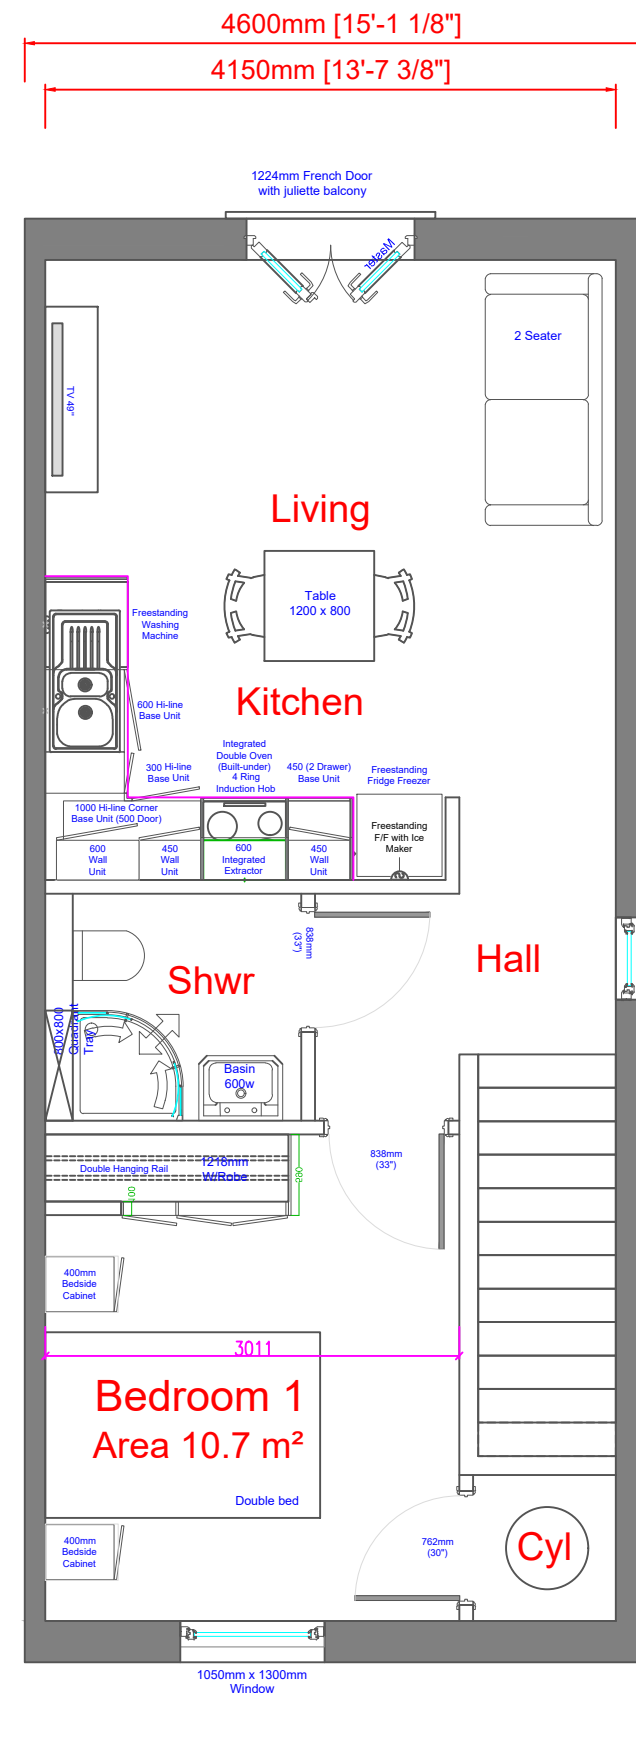 4600mm [15'-1 1/8"]
4150mm [13'-7 3/8"]
1224mm French Door
with juliette balcony
Master
2 Seater
TV 49"
Living
Table
1200 x 800
Freestanding
Washing
Machine
Kitchen
600 Hi-line
Base Unit
Integrated
Double Oven
(Built-under)
4 Ring
Induction Hob
300 Hi-line
Base Unit
450 (2 Drawer)
Base Unit
Freestanding
Fridge Freezer
1000 Hi-line Corner
Base Unit (500 Door)
Freestanding
F/F with Ice
Maker
600
Wall
Unit
450
Wall
Unit
600
Integrated
Extractor
450
Wall
Unit
838mm
(33")
Hall
Shwr
800x800
Quadrant
Tray
Basin
600w
838mm
(33")
Double Hanging Rail
1218mm
W/Robe
580
100
400mm
Bedside
Cabinet
3011
Bedroom 1
Area 10.7 m²
Double bed
400mm
Bedside
Cabinet
762mm
(30")
Cyl
1050mm x 1300mm
Window